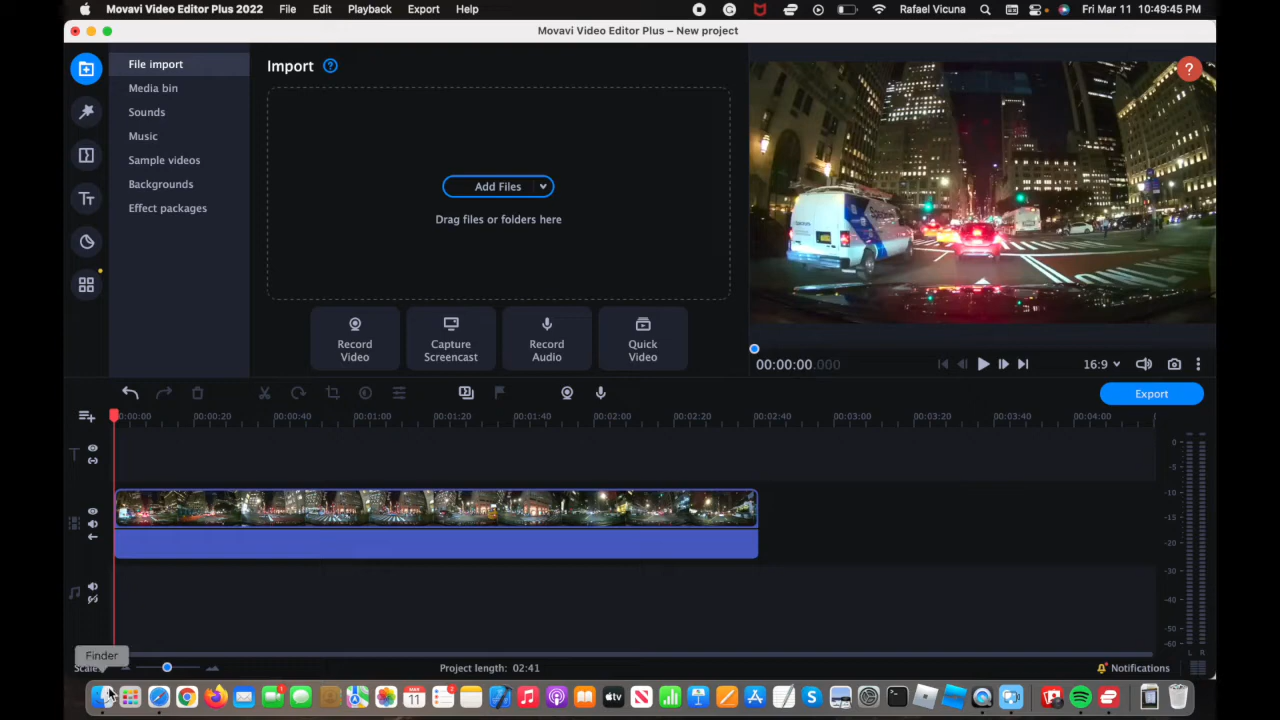 Movavi Video Editor Plus 2022 File Edit Playback Export Help Rafael Vicuna Fri Mar 11 10:49:45 PM
Movavi Video Editor Plus – New project
File import
Media bin
Sounds
Music
Sample videos
Backgrounds
Effect packages
Import ?
Add Files
Drag files or folders here
Record Video
Capture Screencast
Record Audio
Quick Video
?
00:00:00.000
16:9
Export
00:00:20 00:00:40 00:01:00 00:01:20 00:01:40 00:02:00 00:02:20 00:02:40 00:03:00 00:03:20 00:03:40 00:04:00
0
-5
-10
-15
-20
-30
-40
-50
-60
L R
Finder
Project length: 02:41
Notifications